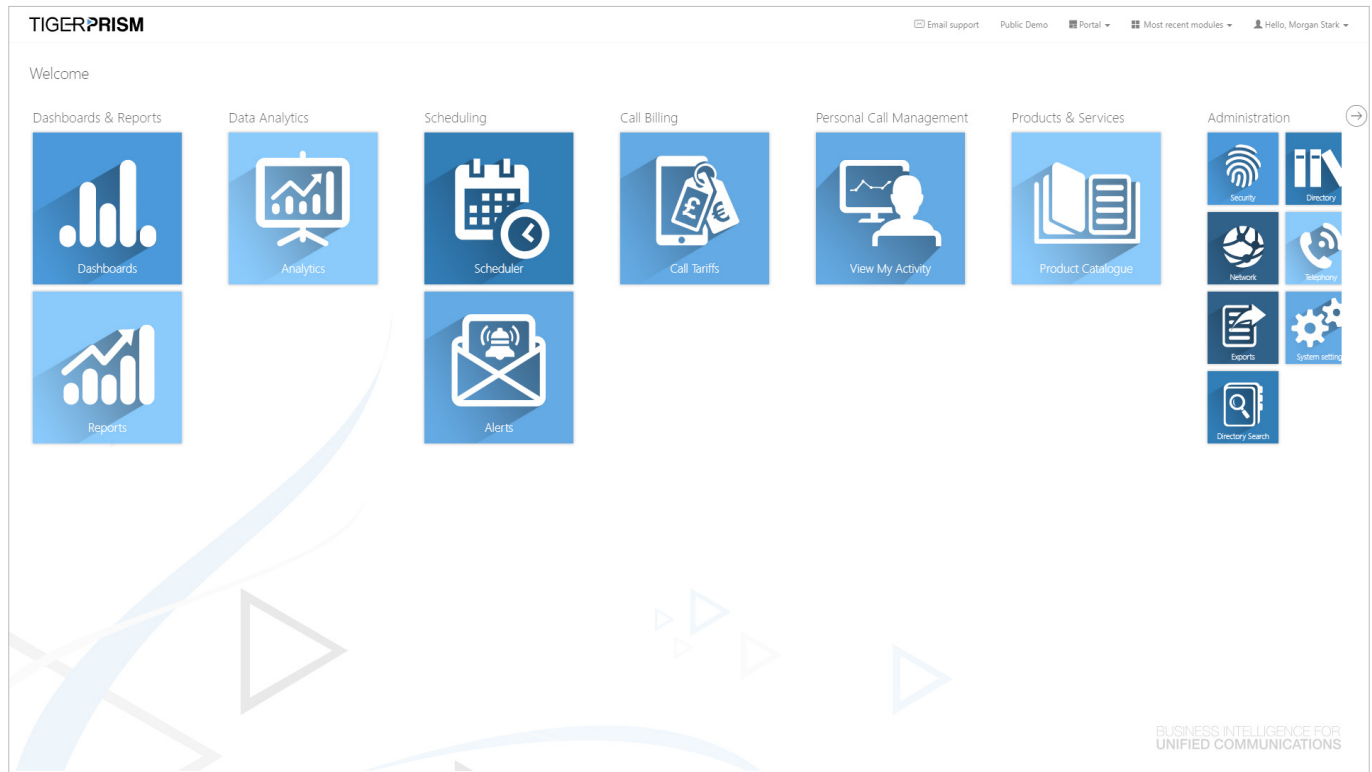 TIGERPRISM
Email support Public Demo Portal Most recent modules Hello, Morgan Stark
Welcome
Dashboards & Reports Data Analytics Scheduling Call Billing Personal Call Management Products & Services Administration
Security Directory
Dashboards Analytics Scheduler Call Tariffs View My Activity Product Catalogue Network Telephony
Exports System setting
Reports Alerts Directory Search
BUSINESS INTELLIGENCE FOR
UNIFIED COMMUNICATIONS